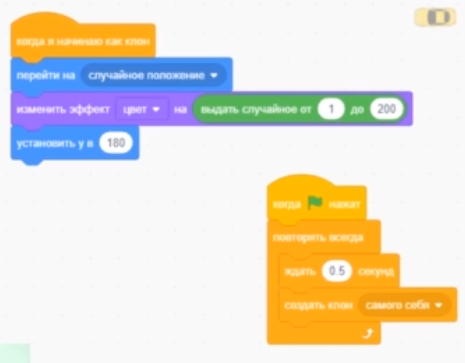 когда я начинаю как клон
перейти на случайное положение
изменить эффект цвет на выдать случайное от 1 до 200
установить y в 180
когда нажат
повторять всегда
ждать 0.5 секунд
создать клон самого себя